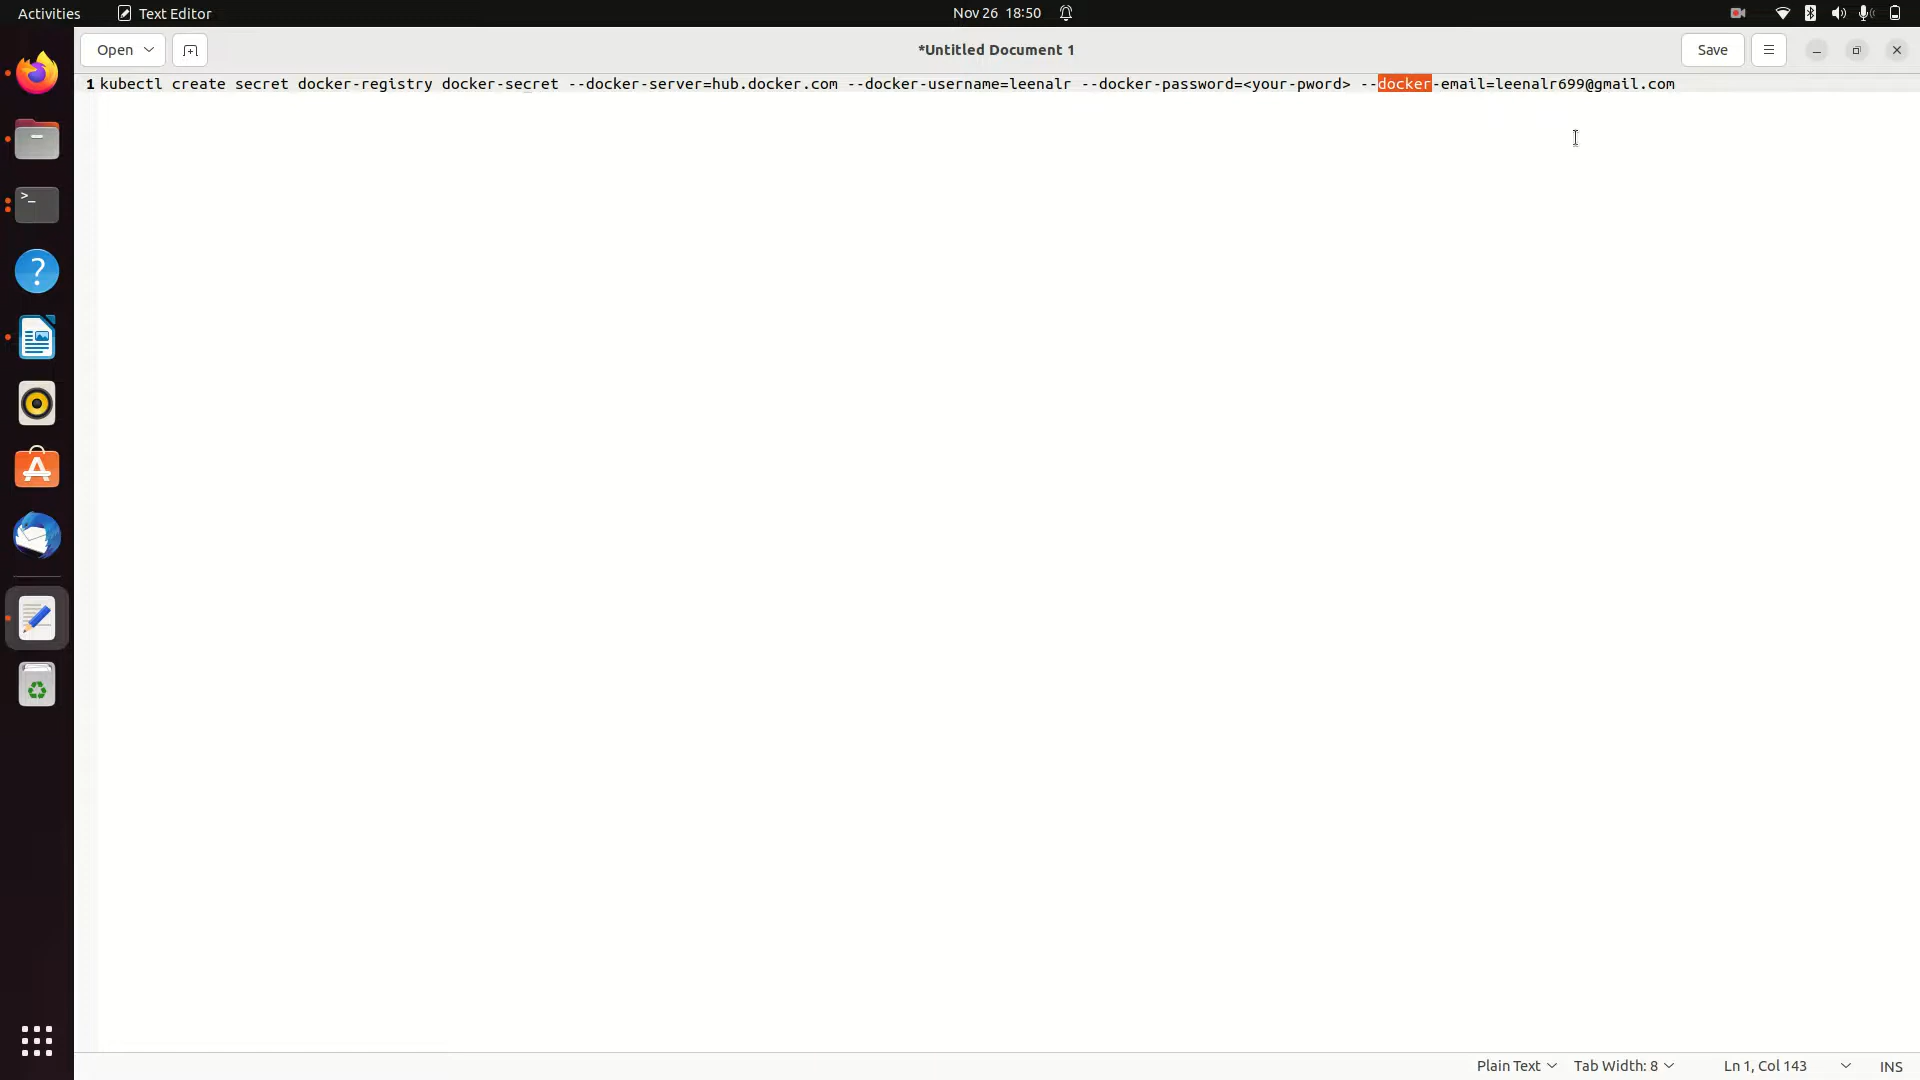 Activities
Text Editor
Nov 26 18:50
Open
*Untitled Document 1
Save
1 kubectl create secret docker-registry docker-secret --docker-server=hub.docker.com --docker-username=leenalr --docker-password=<your-pword> --docker-email=leenalr699@gmail.com
Plain Text
Tab Width: 8
Ln 1, Col 143
INS